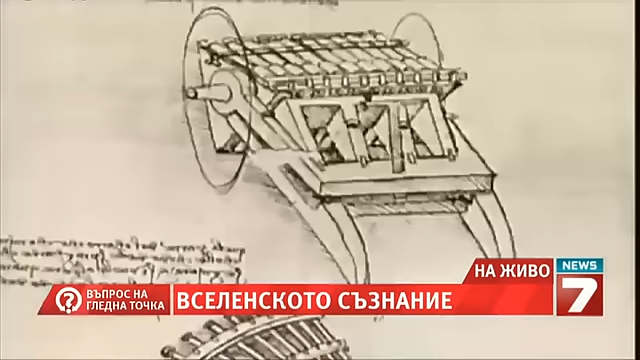 НА ЖИВО
NEWS
7
ВЪПРОС НА
ГЛЕДНА ТОЧКА
ВСЕЛЕНСКОТО СЪЗНАНИЕ